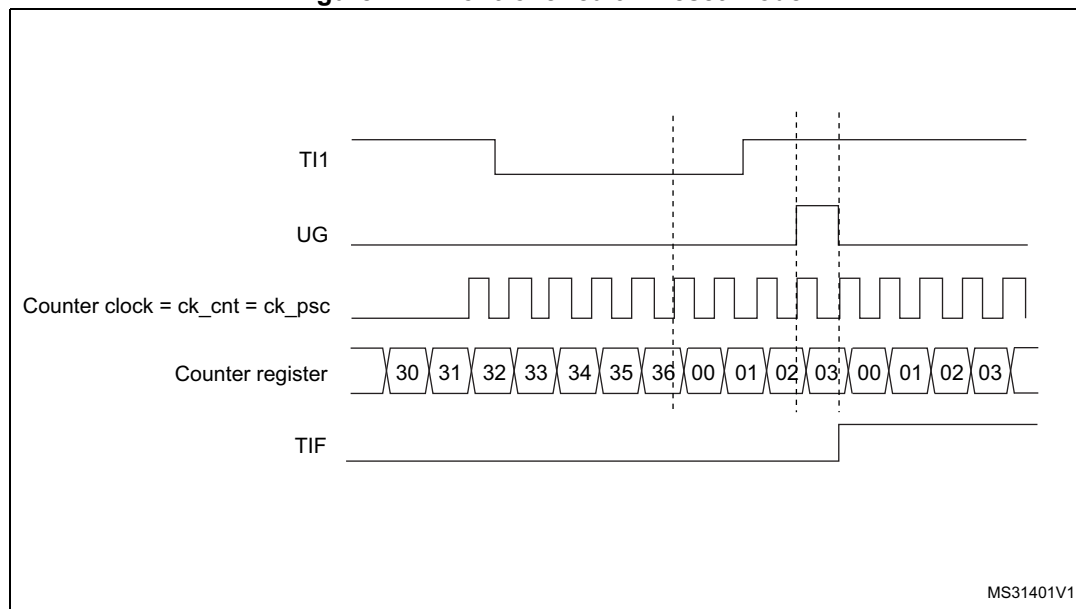 TI1
UG
Counter clock = ck_cnt = ck_psc
Counter register 30 31 32 33 34 35 36 00 01 02 03 00 01 02 03
TIF
MS31401V1